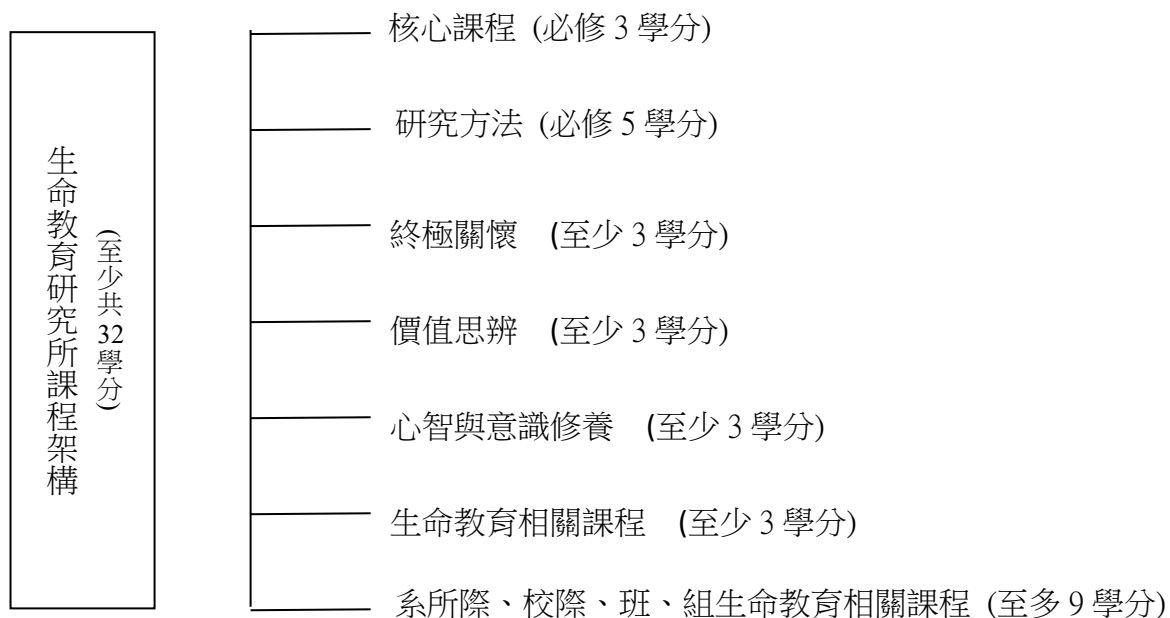 生命教育研究所課程架構
(至少共32學分)
核心課程 (必修3學分)
研究方法 (必修5學分)
終極關懷 (至少3學分)
價值思辨 (至少3學分)
心智與意識修養 (至少3學分)
生命教育相關課程 (至少3學分)
系所際、校際、班、組生命教育相關課程 (至多9學分)